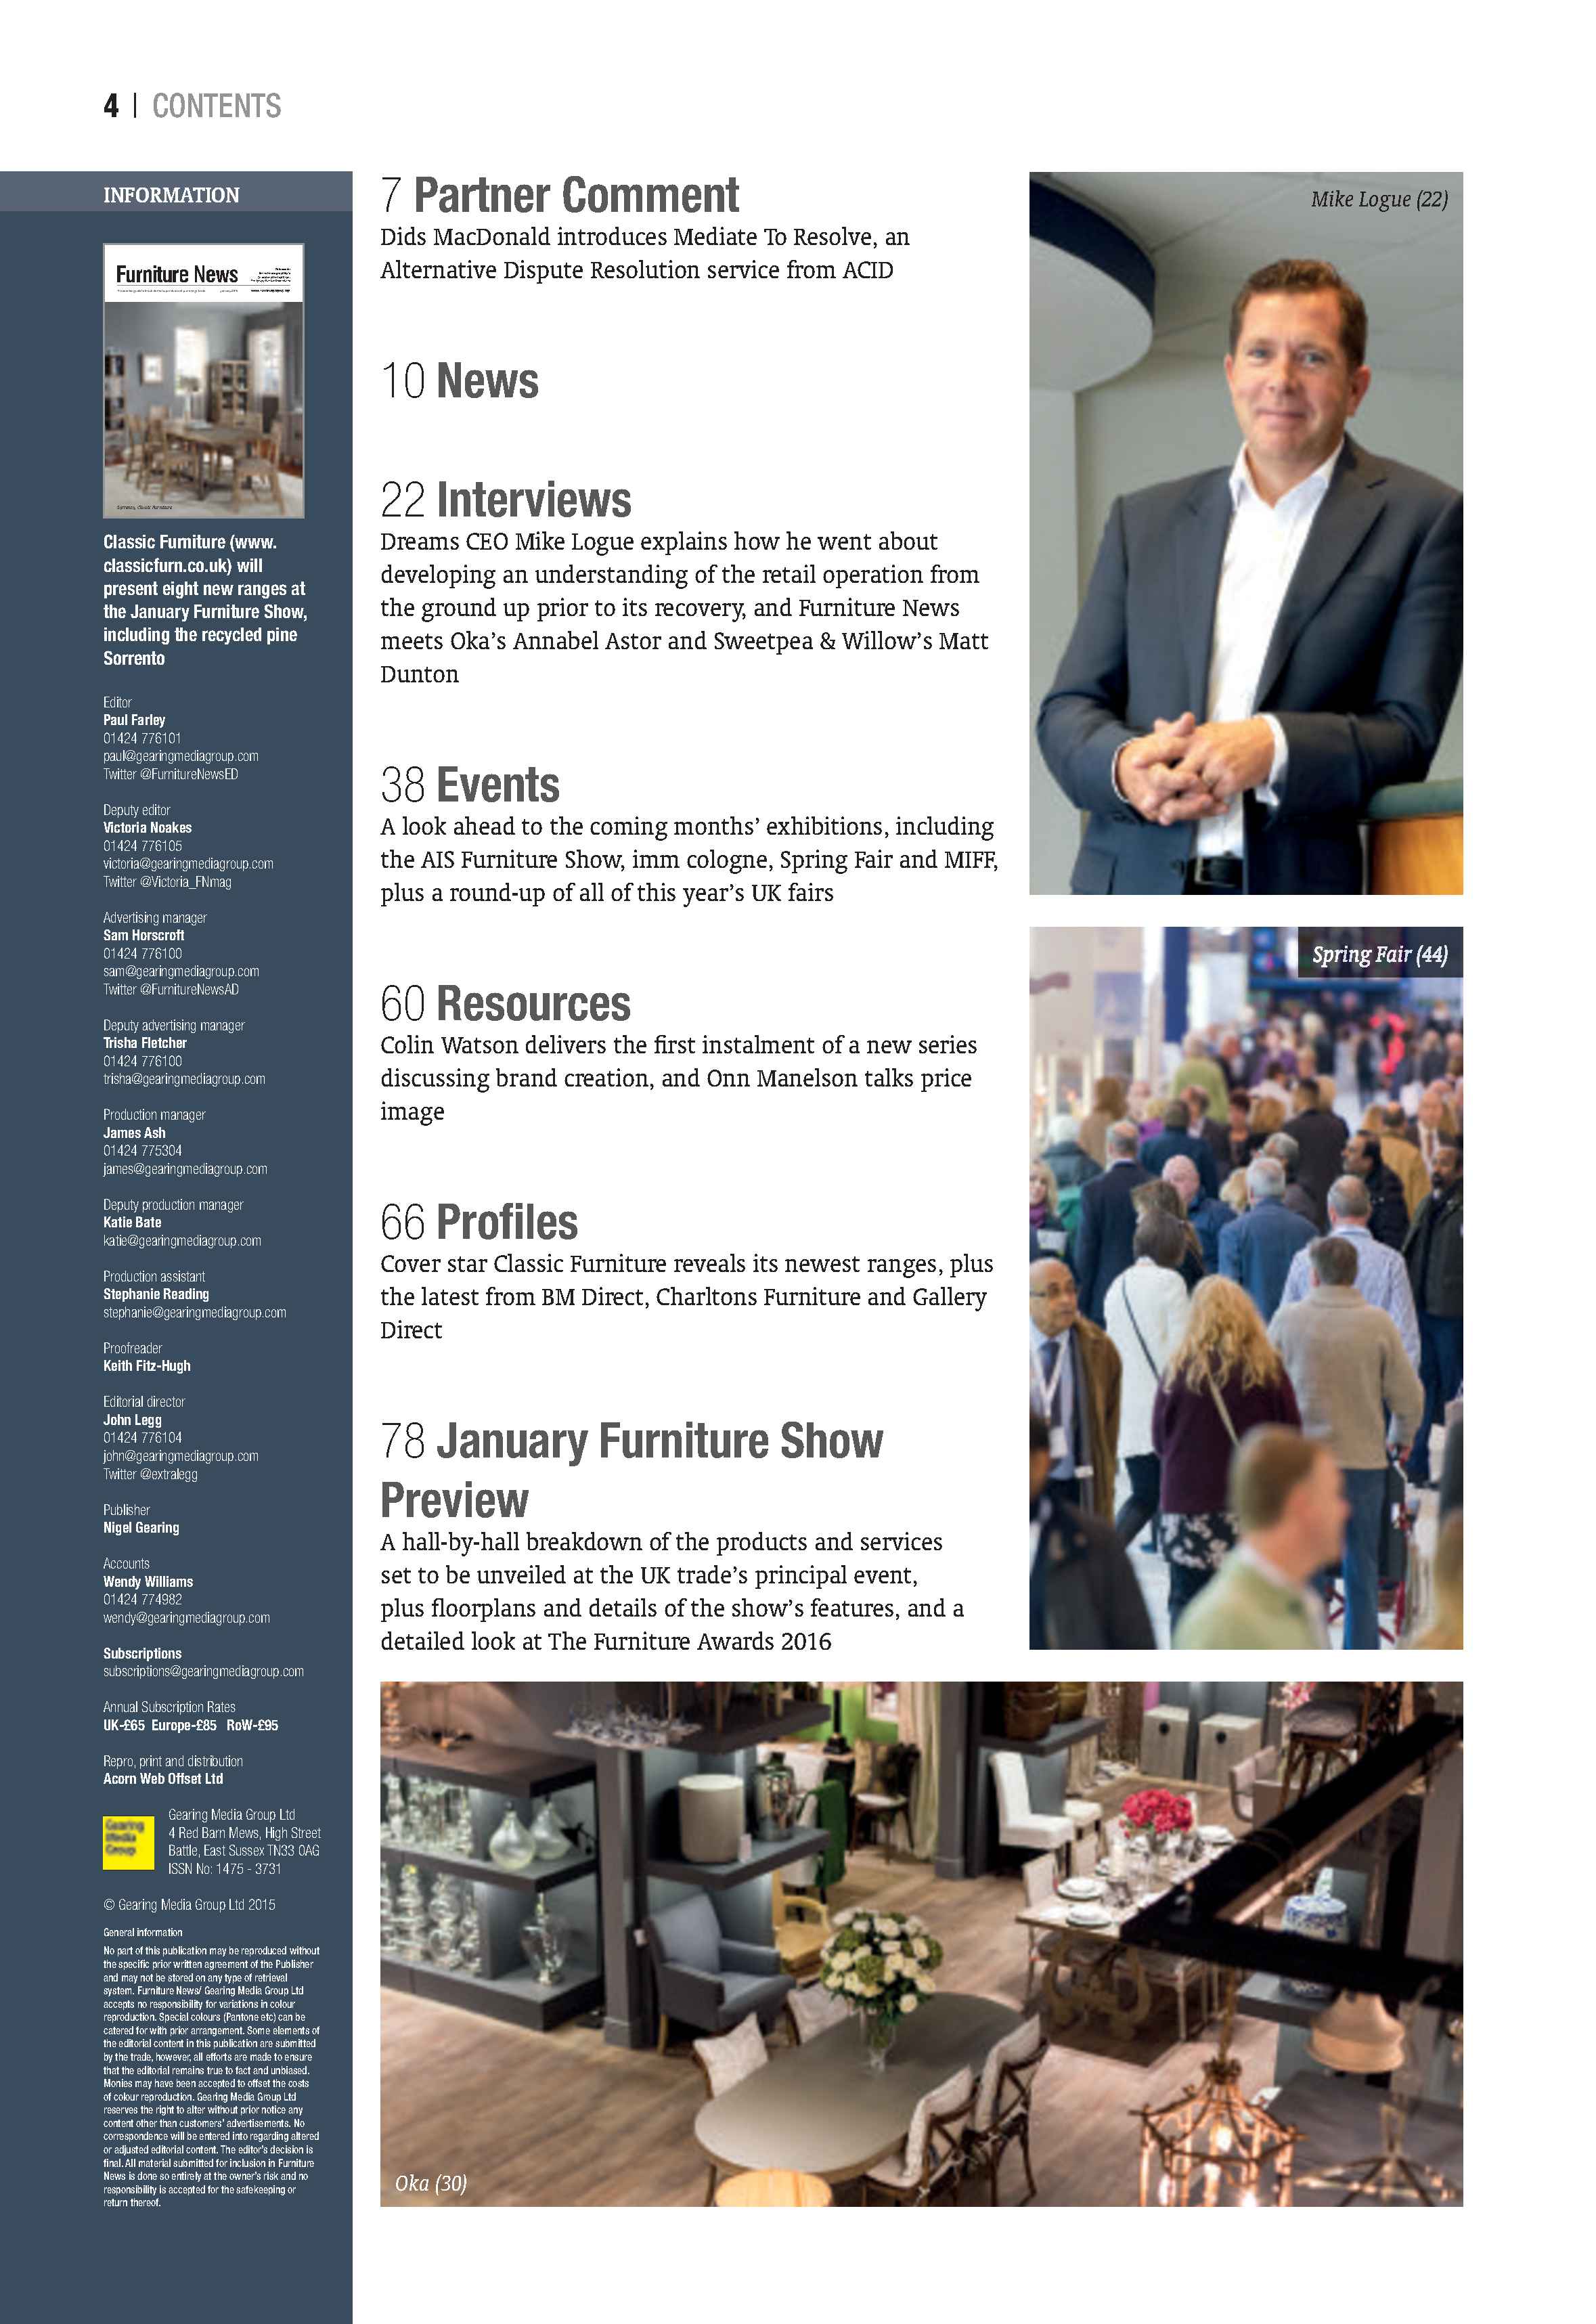 4 | CONTENTS
INFORMATION
Furniture News
Sorrento, Classic Furniture
Classic Furniture (www.
classicfurn.co.uk) will
present eight new ranges at
the January Furniture Show,
including the recycled pine
Sorrento
Editor
Paul Farley
01424 776101
paul@gearingmediagroup.com
Twitter @FurnitureNewsED
Deputy editor
Victoria Noakes
01424 776105
victoria@gearingmediagroup.com
Twitter @Victoria_FNmag
Advertising manager
Sam Horscroft
01424 776100
sam@gearingmediagroup.com
Twitter @FurnitureNewsAD
Deputy advertising manager
Trisha Fletcher
01424 776100
trisha@gearingmediagroup.com
Production manager
James Ash
01424 775304
james@gearingmediagroup.com
Deputy production manager
Katie Bate
katie@gearingmediagroup.com
Production assistant
Stephanie Reading
stephanie@gearingmediagroup.com
Proofreader
Keith Fitz-Hugh
Editorial director
John Legg
01424 776104
john@gearingmediagroup.com
Twitter @extralegg
Publisher
Nigel Gearing
Accounts
Wendy Williams
01424 774982
wendy@gearingmediagroup.com
Subscriptions
subscriptions@gearingmediagroup.com
Annual Subscription Rates
UK-£65 Europe-£85 RoW-£95
Repro, print and distribution
Acorn Web Offset Ltd
Gearing
Media
Group
Gearing Media Group Ltd
4 Red Barn Mews, High Street
Battle, East Sussex TN33 0AG
ISSN No: 1475 - 3731
© Gearing Media Group Ltd 2015
General information
No part of this publication may be reproduced without
the specific prior written agreement of the Publisher
and may not be stored on any type of retrieval
system. Furniture News/ Gearing Media Group Ltd
accepts no responsibility for variations in colour
reproduction. Special colours (Pantone etc) can be
catered for with prior arrangement. Some elements of
the editorial content in this publication are submitted
by the trade, however, all efforts are made to ensure
that the editorial remains true to fact and unbiased.
Monies may have been accepted to offset the costs
of colour reproduction. Gearing Media Group Ltd
reserves the right to alter without prior notice any
content other than customers' advertisements. No
correspondence will be entered into regarding altered
or adjusted editorial content. The editor's decision is
final. All material submitted for inclusion in Furniture
News is done so entirely at the owner's risk and no
responsibility is accepted for the safekeeping or
return thereof.
7 Partner Comment
Dids MacDonald introduces Mediate To Resolve, an
Alternative Dispute Resolution service from ACID
10 News
22 Interviews
Dreams CEO Mike Logue explains how he went about
developing an understanding of the retail operation from
the ground up prior to its recovery, and Furniture News
meets Oka's Annabel Astor and Sweetpea & Willow's Matt
Dunton
38 Events
A look ahead to the coming months' exhibitions, including
the AIS Furniture Show, imm cologne, Spring Fair and MIFF,
plus a round-up of all of this year's UK fairs
60 Resources
Colin Watson delivers the first instalment of a new series
discussing brand creation, and Onn Manelson talks price
image
66 Profiles
Cover star Classic Furniture reveals its newest ranges, plus
the latest from BM Direct, Charltons Furniture and Gallery
Direct
78 January Furniture Show
Preview
A hall-by-hall breakdown of the products and services
set to be unveiled at the UK trade's principal event,
plus floorplans and details of the show's features, and a
detailed look at The Furniture Awards 2016
Mike Logue (22)
Spring Fair (44)
Oka (30)